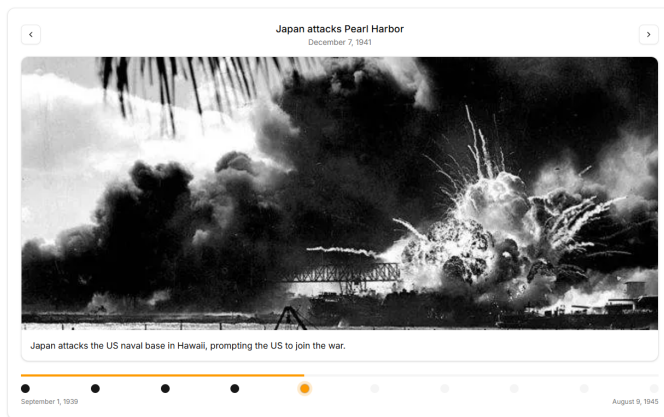 Japan attacks Pearl Harbor
December 7, 1941
Japan attacks the US naval base in Hawaii, prompting the US to join the war.
September 1, 1939
August 9, 1945